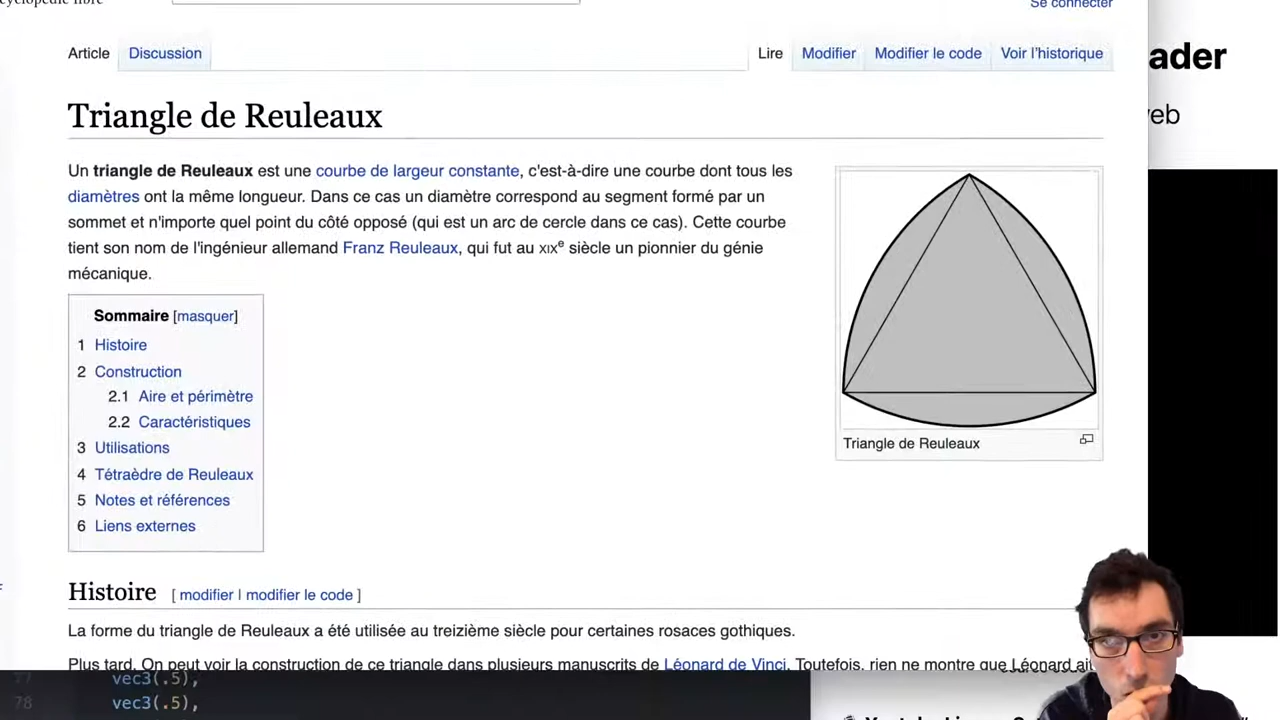 Se connecter
Article Discussion Lire Modifier Modifier le code Voir l'historique
ader
Triangle de Reuleaux
Un triangle de Reuleaux est une courbe de largeur constante, c'est-à-dire une courbe dont tous les
diamètres ont la même longueur. Dans ce cas un diamètre correspond au segment formé par un
sommet et n'importe quel point du côté opposé (qui est un arc de cercle dans ce cas). Cette courbe
tient son nom de l'ingénieur allemand Franz Reuleaux, qui fut au XIXe siècle un pionnier du génie
mécanique.
Triangle de Reuleaux
Sommaire [masquer]
1 Histoire
2 Construction
2.1 Aire et périmètre
2.2 Caractéristiques
3 Utilisations
4 Tétraèdre de Reuleaux
5 Notes et références
6 Liens externes
Histoire [ modifier | modifier le code ]
La forme du triangle de Reuleaux a été utilisée au treizième siècle pour certaines rosaces gothiques.
Plus tard. On peut voir la construction de ce triangle dans plusieurs manuscrits de Léonard de Vinci. Toutefois, rien ne montre que Léonard ait
77 vec3(.5),
78 vec3(.5),